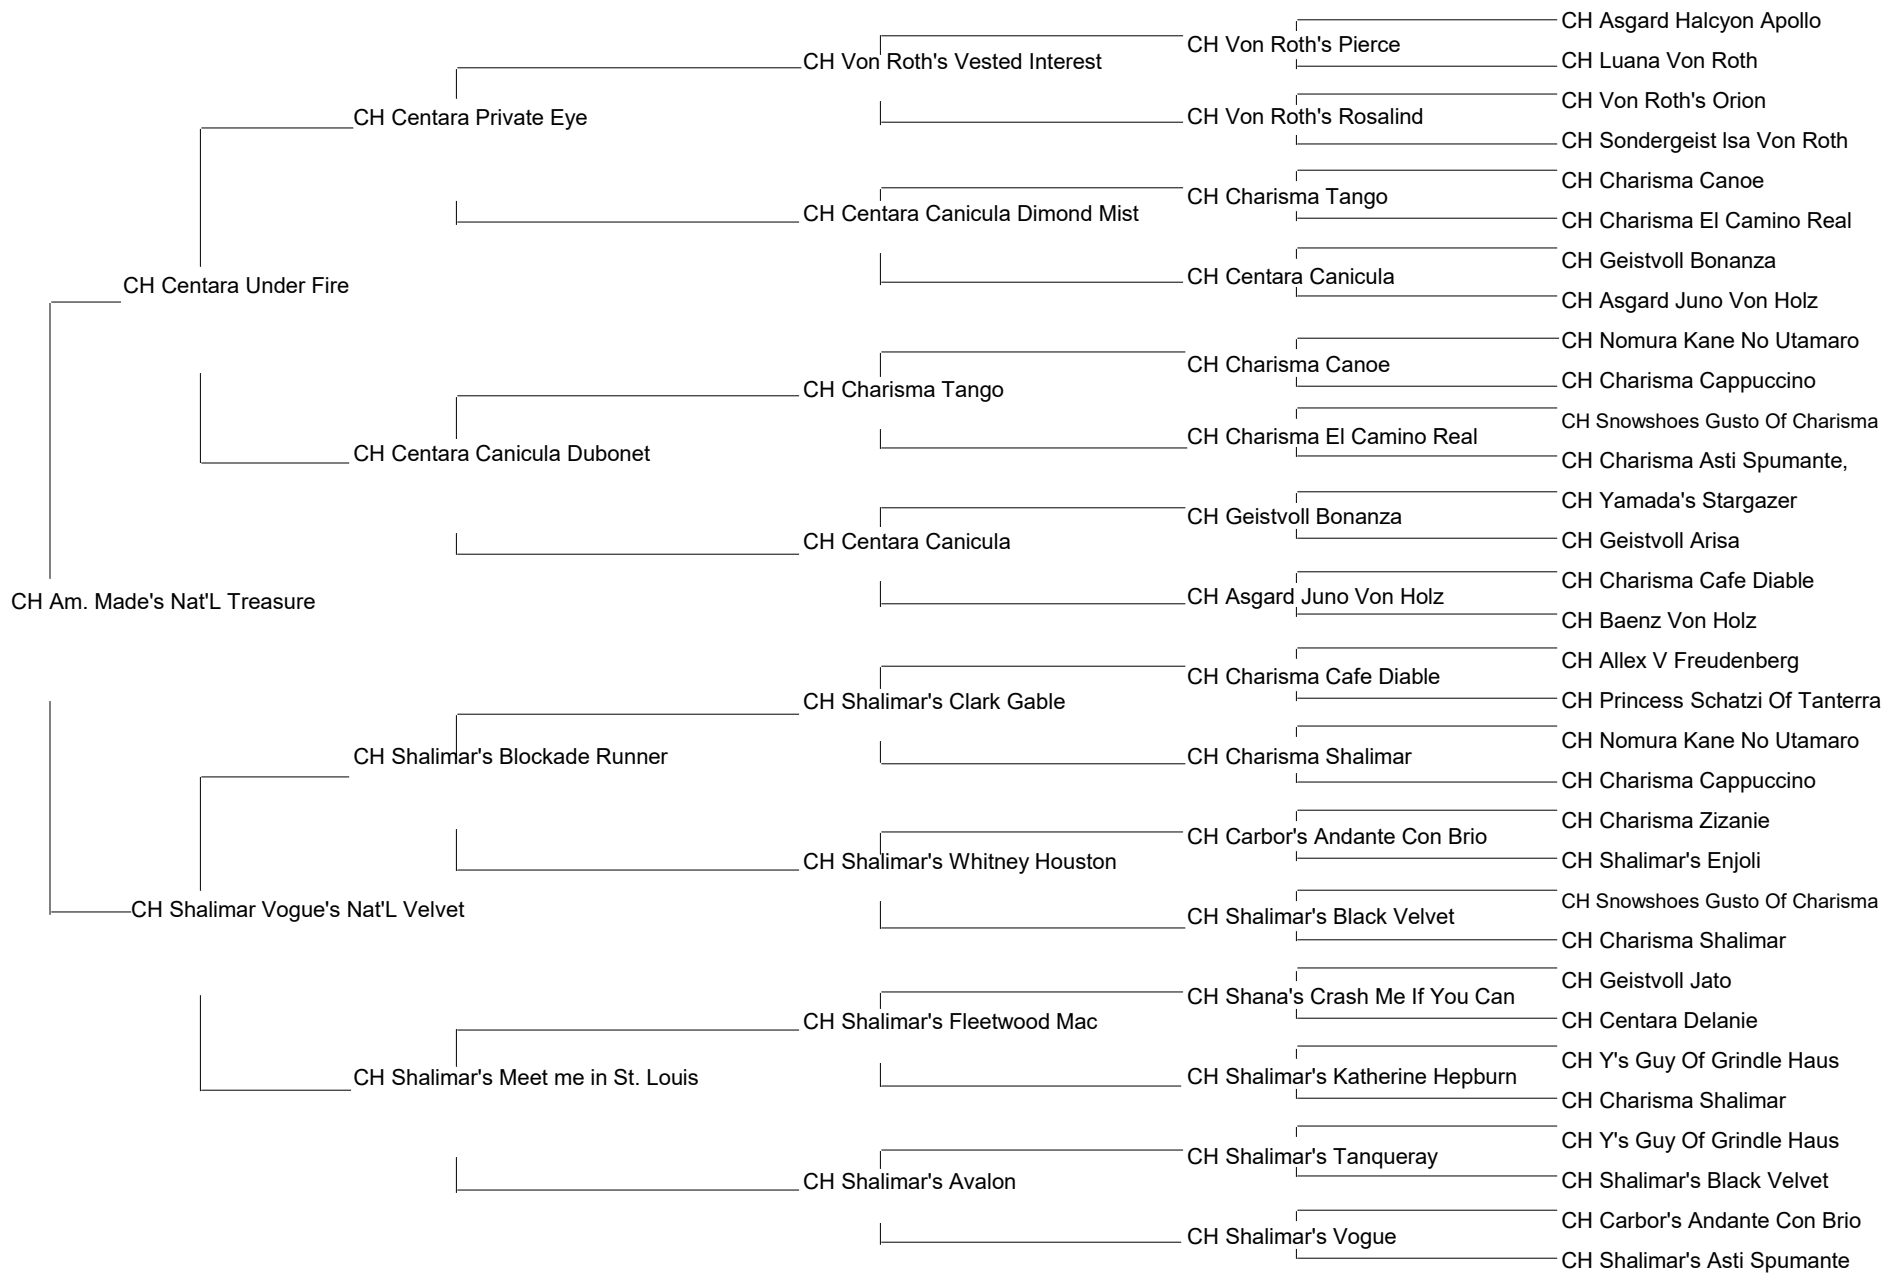 CH Asgard Halcyon Apollo
CH Von Roth's Pierce
CH Von Roth's Vested Interest
CH Luana Von Roth
CH Von Roth's Orion
CH Centara Private Eye
CH Von Roth's Rosalind
CH Sondergeist Isa Von Roth
CH Charisma Canoe
CH Charisma Tango
CH Centara Canicula Dimond Mist
CH Charisma El Camino Real
CH Geistvoll Bonanza
CH Centara Canicula
CH Centara Under Fire
CH Asgard Juno Von Holz
CH Nomura Kane No Utamaro
CH Charisma Canoe
CH Charisma Tango
CH Charisma Cappuccino
CH Snowshoes Gusto Of Charisma
CH Charisma El Camino Real
CH Centara Canicula Dubonet
CH Charisma Asti Spumante,
CH Yamada's Stargazer
CH Geistvoll Bonanza
CH Centara Canicula
CH Geistvoll Arisa
CH Charisma Cafe Diable
CH Asgard Juno Von Holz
CH Am. Made's Nat'L Treasure
CH Baenz Von Holz
CH Allex V Freudenberg
CH Charisma Cafe Diable
CH Shalimar's Clark Gable
CH Princess Schatzi Of Tanterra
CH Nomura Kane No Utamaro
CH Shalimar's Blockade Runner
CH Charisma Shalimar
CH Charisma Cappuccino
CH Charisma Zizanie
CH Carbor's Andante Con Brio
CH Shalimar's Whitney Houston
CH Shalimar's Enjoli
CH Snowshoes Gusto Of Charisma
CH Shalimar Vogue's Nat'L Velvet
CH Shalimar's Black Velvet
CH Charisma Shalimar
CH Geistvoll Jato
CH Shana's Crash Me If You Can
CH Shalimar's Fleetwood Mac
CH Centara Delanie
CH Y's Guy Of Grindle Haus
CH Shalimar's Meet me in St. Louis
CH Shalimar's Katherine Hepburn
CH Charisma Shalimar
CH Y's Guy Of Grindle Haus
CH Shalimar's Tanqueray
CH Shalimar's Avalon
CH Shalimar's Black Velvet
CH Carbor's Andante Con Brio
CH Shalimar's Vogue
CH Shalimar's Asti Spumante